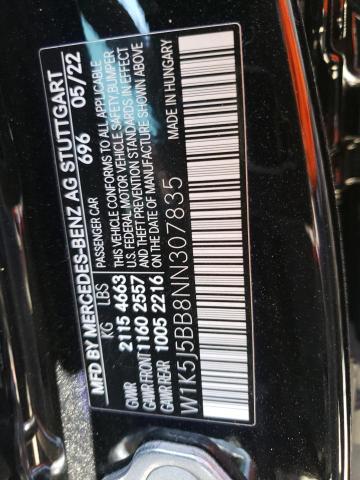 MFD BY MERCEDES-BENZ AG STUTTGART
696 05/22
KG LBS PASSENGER CAR
GVWR 2115 4663 THIS VEHICLE CONFORMS TO ALL APPLICABLE
GAWR FRONT 1160 2557 U.S. FEDERAL MOTOR VEHICLE SAFETY, BUMPER
GAWR REAR 1005 2216 AND THEFT PREVENTION STANDARDS IN EFFECT
ON THE DATE OF MANUFACTURE SHOWN ABOVE
MADE IN HUNGARY
W1K5J5BB8NN307835